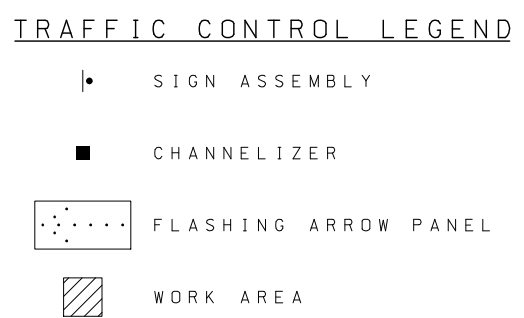 TRAFFIC CONTROL LEGEND
SIGN ASSEMBLY
CHANNELIZER
FLASHING ARROW PANEL
WORK AREA